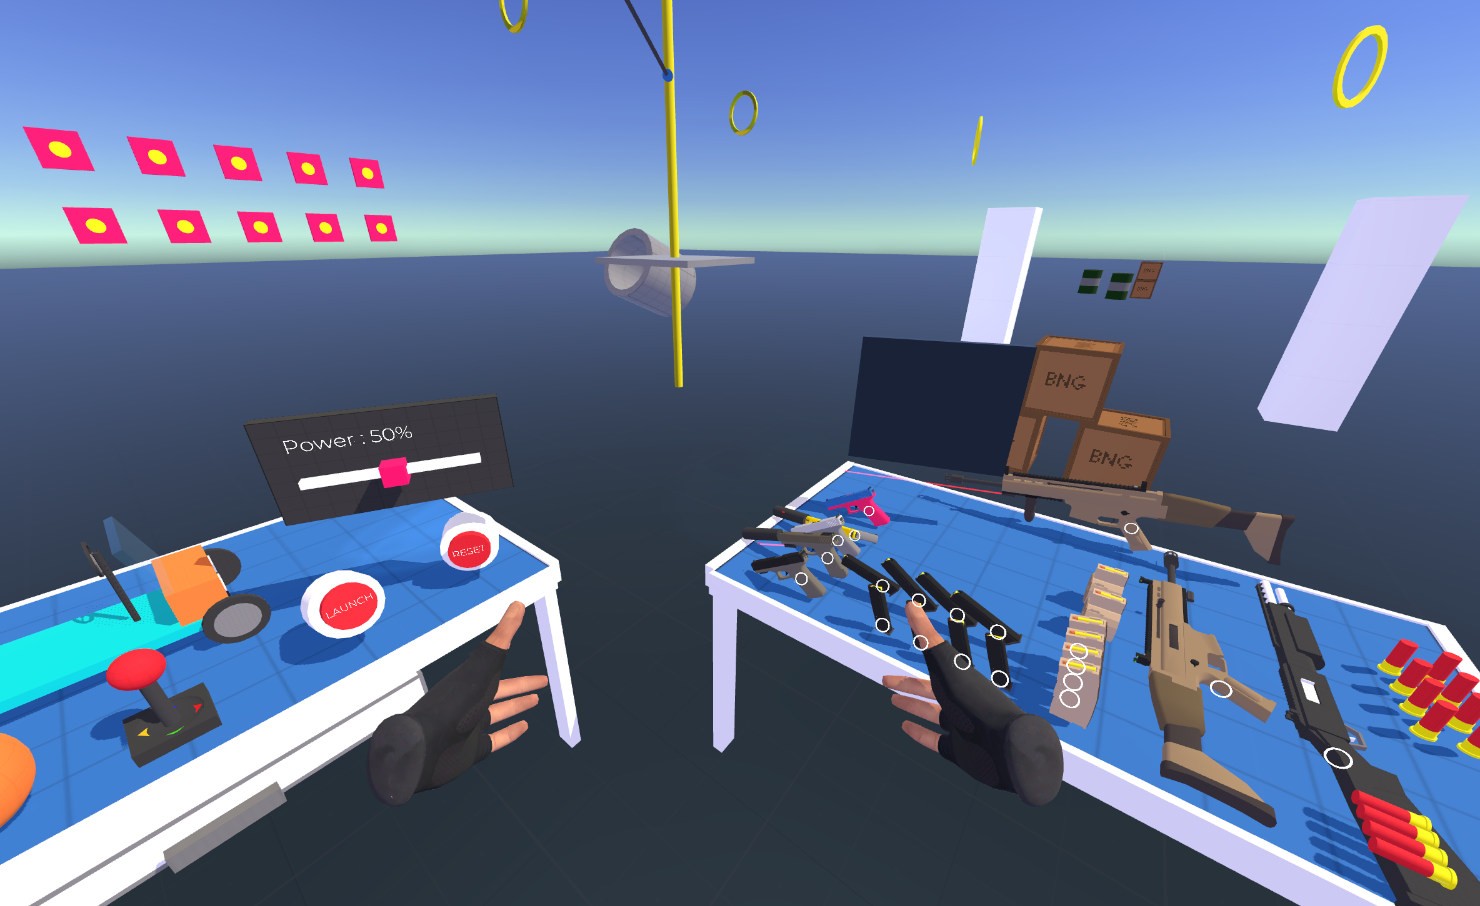 Power : 50%
BNG
BNG
RESET
LAUNCH